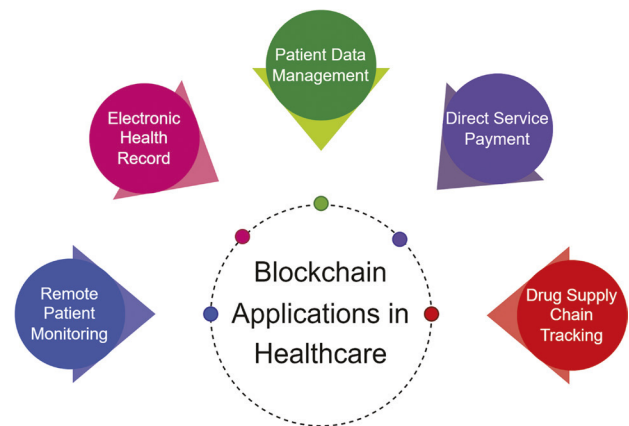 Patient Data
Management
Electronic
Health
Record
Direct Service
Payment
Remote
Patient
Monitoring
Blockchain
Applications in
Healthcare
Drug Supply
Chain
Tracking